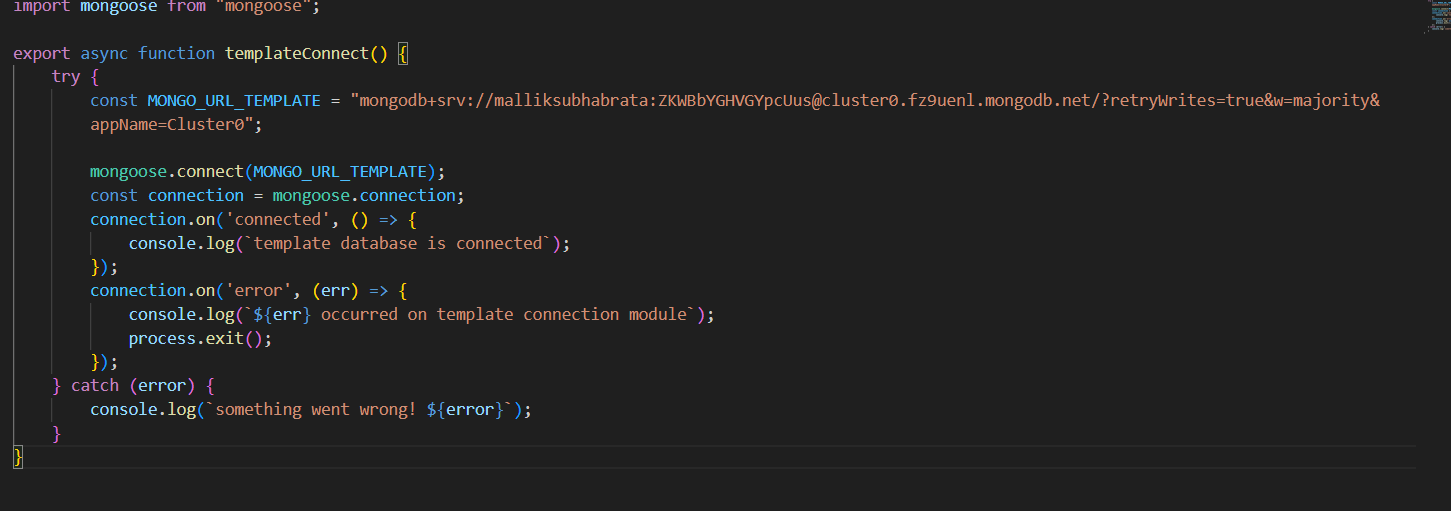 import mongoose from "mongoose";
export async function templateConnect() {
try {
const MONGO_URL_TEMPLATE = "mongodb+srv://malliksubhabrata:ZKWBbYGHVGYpcUus@cluster0.fz9uenl.mongodb.net/?retryWrites=true&w=majority&
appName=Cluster0";
mongoose.connect(MONGO_URL_TEMPLATE);
const connection = mongoose.connection;
connection.on('connected', () => {
console.log(`template database is connected`);
});
connection.on('error', (err) => {
console.log(`${err} occurred on template connection module`);
process.exit();
});
} catch (error) {
console.log(`something went wrong! ${error}`);
}
}